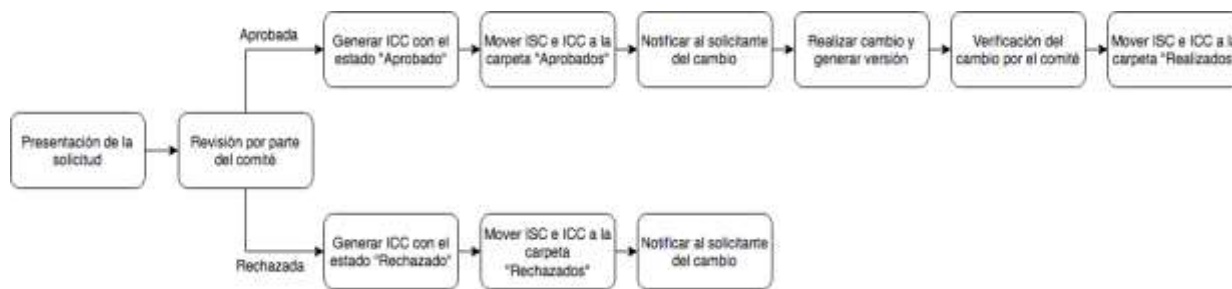 Aprobada
Generar ICC con el
estado "Aprobado"
Mover ISC e ICC a la
carpeta "Aprobados"
Notificar al solicitante
del cambio
Realizar cambio y
generar versión
Verificación del
cambio por el comité
Mover ISC e ICC a la
carpeta "Realizados
Presentación de la
solicitud
Revisión por parte
del comité
Rechazada
Generar ICC con el
estado "Rechazado"
Mover ISC e ICC a la
carpeta
"Rechazados"
Notificar al solicitante
del cambio